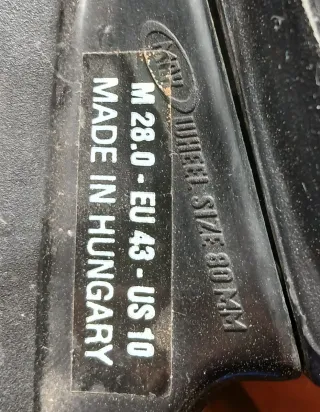 M 28.0 - EU 43 - US 10
MADE IN HUNGARY
WHEEL SIZE 80 MM